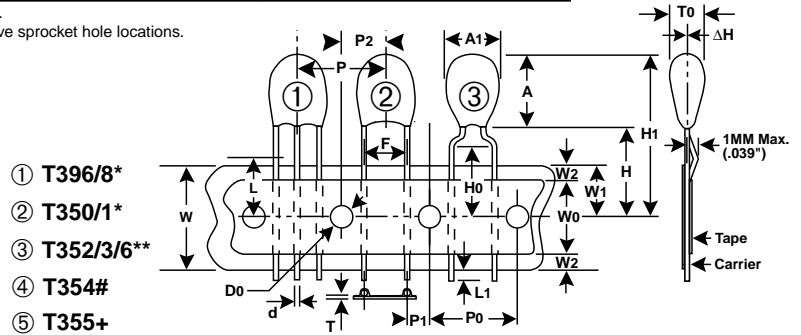 ve sprocket hole locations.
T0
ΔH
P2
A1
P
A
H1
H
① ② ③
F
1MM Max.
(.039")
① T396/8*
② T350/1*
③ T352/3/6**
④ T354#
⑤ T355+
W
L
H0
W2
W1
W0
W2
Tape
Carrier
D0
d
T
P1
P0
L1